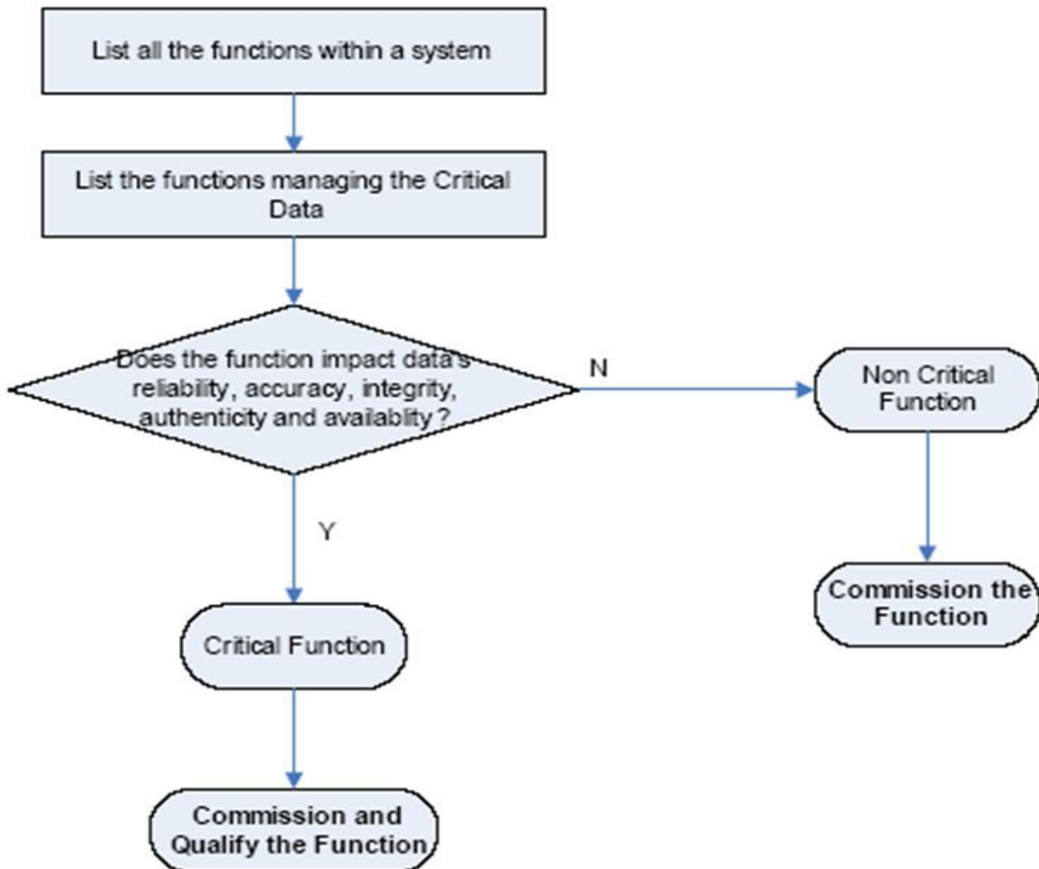 List all the functions within a system
List the functions managing the Critical
Data
Does the function impact data's
reliability, accuracy, integrity,
authenticity and availablity?
N
Non Critical
Function
Y
Commission the
Function
Critical Function
Commission and
Qualify the Function